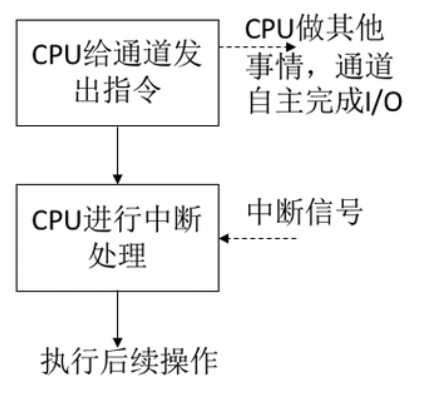 CPU给通道发
出指令
CPU做其他
事情，通道
自主完成I/O
CPU进行中断
处理
中断信号
执行后续操作